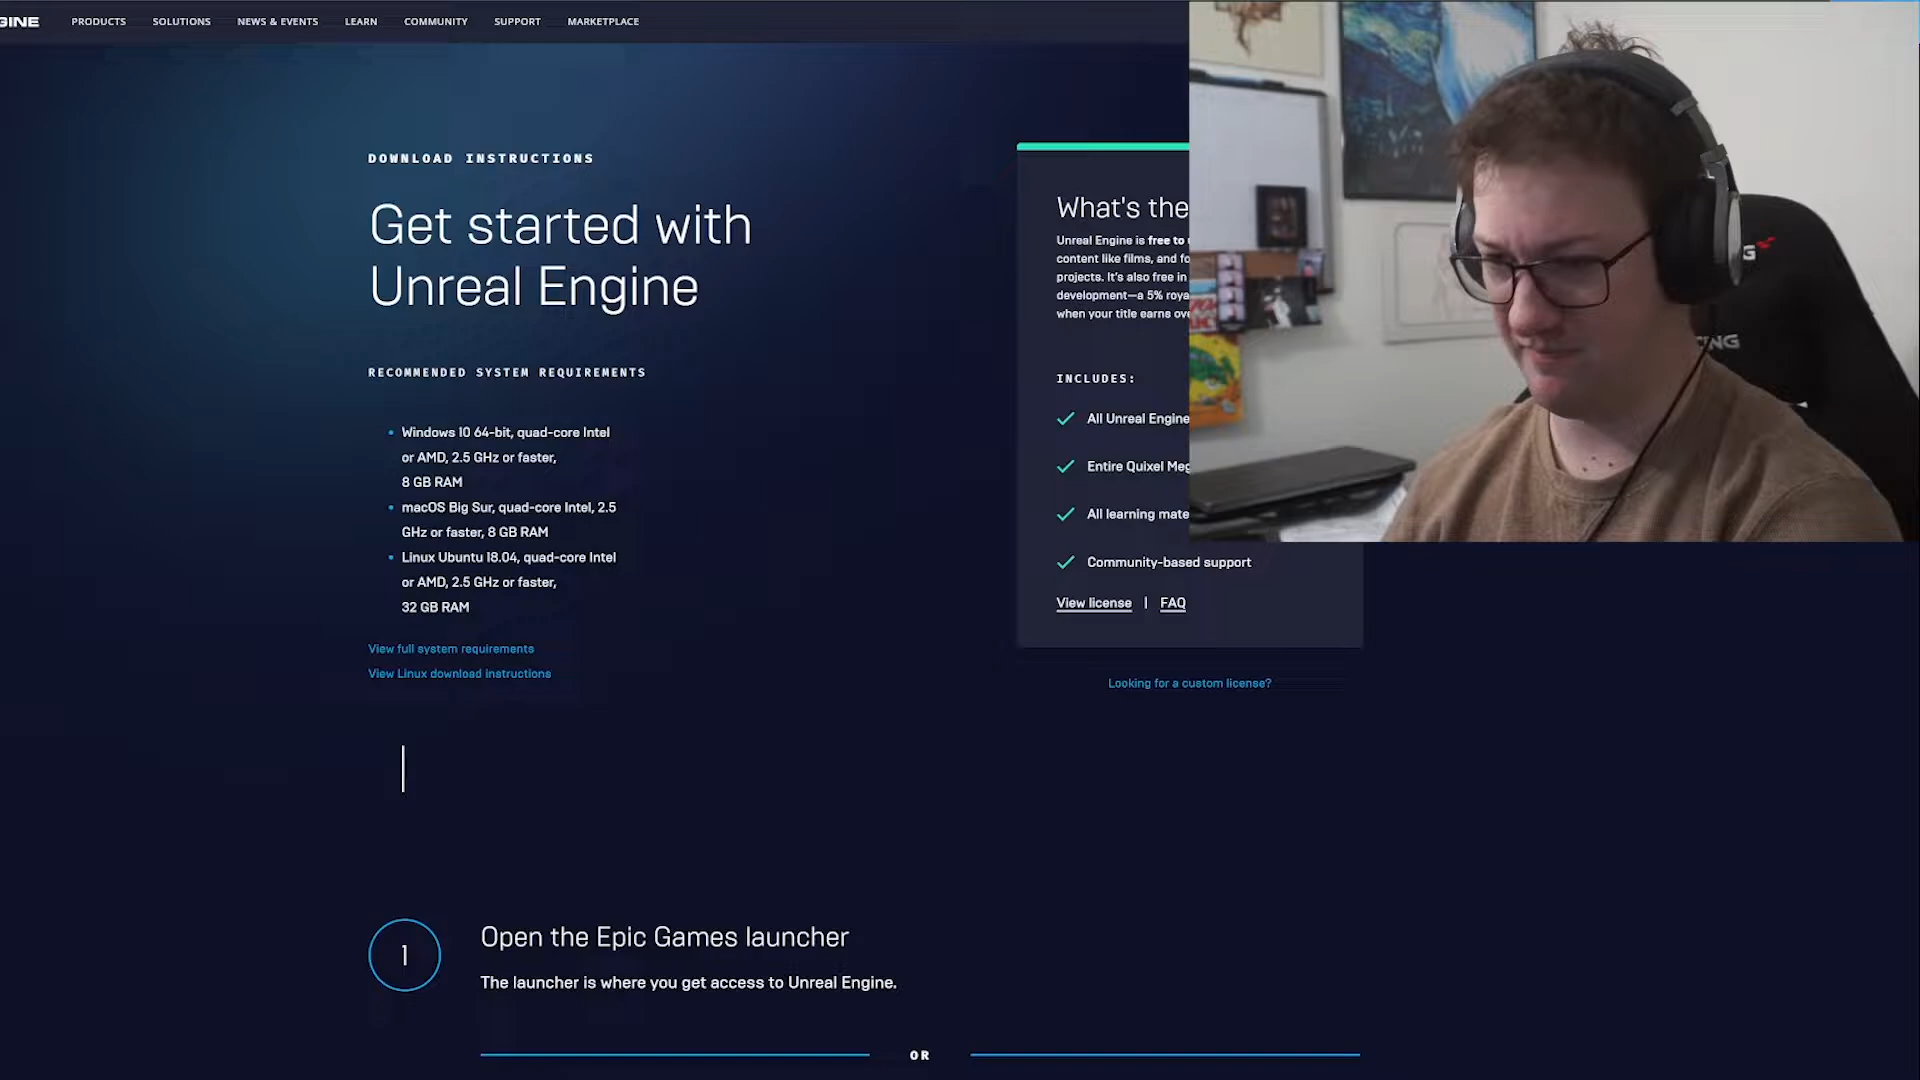 GINE
PRODUCTS
SOLUTIONS
NEWS & EVENTS
LEARN
COMMUNITY
SUPPORT
MARKETPLACE
DOWNLOAD INSTRUCTIONS
Get started with
Unreal Engine
RECOMMENDED SYSTEM REQUIREMENTS
Windows 10 64-bit, quad-core Intel
or AMD, 2.5 GHz or faster,
8 GB RAM
macOS Big Sur, quad-core Intel, 2.5
GHz or faster, 8 GB RAM
Linux Ubuntu 18.04, quad-core Intel
or AMD, 2.5 GHz or faster,
32 GB RAM
View full system requirements
View Linux download instructions
What's the
Unreal Engine is free to
content like films, and fo
projects. It's also free in
development—a 5% roya
when your title earns ove
INCLUDES:
All Unreal Engine
Entire Quixel Meg
All learning mate
Community-based support
View license | FAQ
Looking for a custom license?
1
Open the Epic Games launcher
The launcher is where you get access to Unreal Engine.
OR